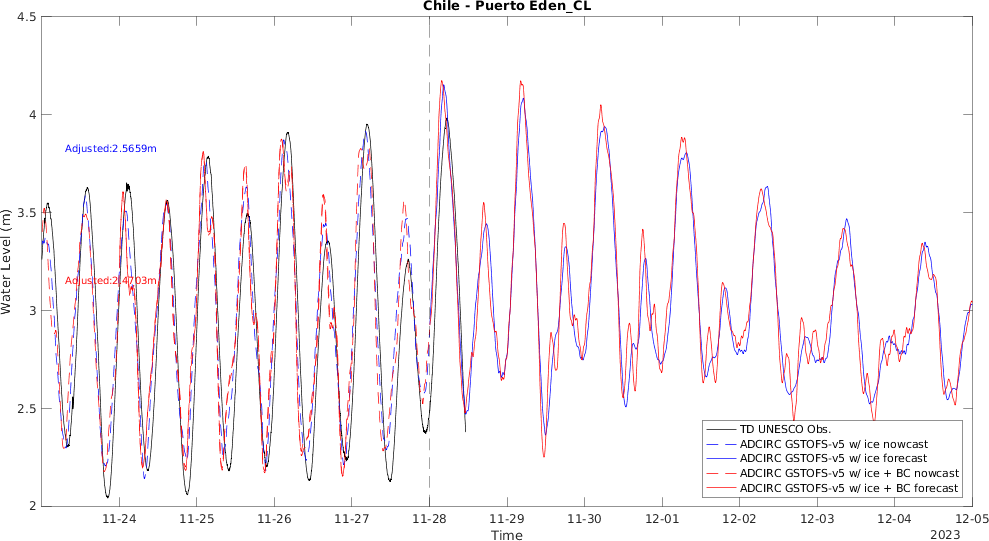 Chile - Puerto Eden_CL
4.5
4
3.5
3
2.5
2
Water Level (m)
Adjusted:2.5659m
Adjusted:2.4703m
TD UNESCO Obs.
ADCIRC GSTOFS-v5 w/ ice nowcast
ADCIRC GSTOFS-v5 w/ ice forecast
ADCIRC GSTOFS-v5 w/ ice + BC nowcast
ADCIRC GSTOFS-v5 w/ ice + BC forecast
11-24 11-25 11-26 11-27 11-28 11-29 11-30 12-01 12-02 12-03 12-04 12-05
Time
2023